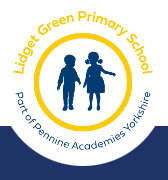 Lidget Green Primary School
Part of Pennine Academies Yorkshire